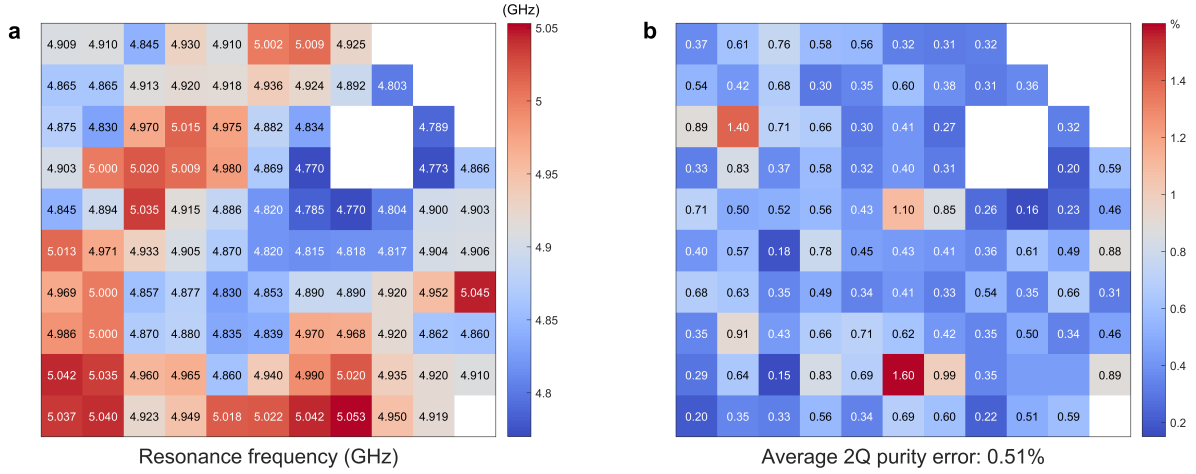 (GHz)
a
b
4.909 4.910 4.845 4.930 4.910 5.002 5.009 4.925
4.865 4.865 4.913 4.920 4.918 4.936 4.924 4.892 4.803
4.875 4.830 4.970 5.015 4.975 4.882 4.834 4.789
4.903 5.000 5.020 5.009 4.980 4.869 4.770 4.773 4.866
4.845 4.894 5.035 4.915 4.886 4.820 4.785 4.770 4.804 4.900 4.903
5.013 4.971 4.933 4.905 4.870 4.820 4.815 4.818 4.817 4.904 4.906
4.969 5.000 4.857 4.877 4.830 4.853 4.890 4.890 4.920 4.952 5.045
4.986 5.000 4.870 4.880 4.835 4.839 4.970 4.968 4.920 4.862 4.860
5.042 5.035 4.960 4.965 4.860 4.940 4.990 5.020 4.935 4.920 4.910
5.037 5.040 4.923 4.949 5.018 5.022 5.042 5.053 4.950 4.919
5.05
5
4.95
4.9
4.85
4.8
Resonance frequency (GHz)
0.37 0.61 0.76 0.58 0.56 0.32 0.31 0.32
0.54 0.42 0.68 0.30 0.35 0.60 0.38 0.31 0.36
0.89 1.40 0.71 0.66 0.30 0.41 0.27 0.32
0.33 0.83 0.37 0.58 0.32 0.40 0.31 0.20 0.59
0.71 0.50 0.52 0.56 0.43 1.10 0.85 0.26 0.16 0.23 0.46
0.40 0.57 0.18 0.78 0.45 0.43 0.41 0.36 0.61 0.49 0.88
0.68 0.63 0.35 0.49 0.34 0.41 0.33 0.54 0.35 0.66 0.31
0.35 0.91 0.43 0.66 0.71 0.62 0.42 0.35 0.50 0.34 0.46
0.29 0.64 0.15 0.83 0.69 1.60 0.99 0.35 0.89
0.20 0.35 0.33 0.56 0.34 0.69 0.60 0.22 0.51 0.59
%
1.4
1.2
1
0.8
0.6
0.4
0.2
Average 2Q purity error: 0.51%